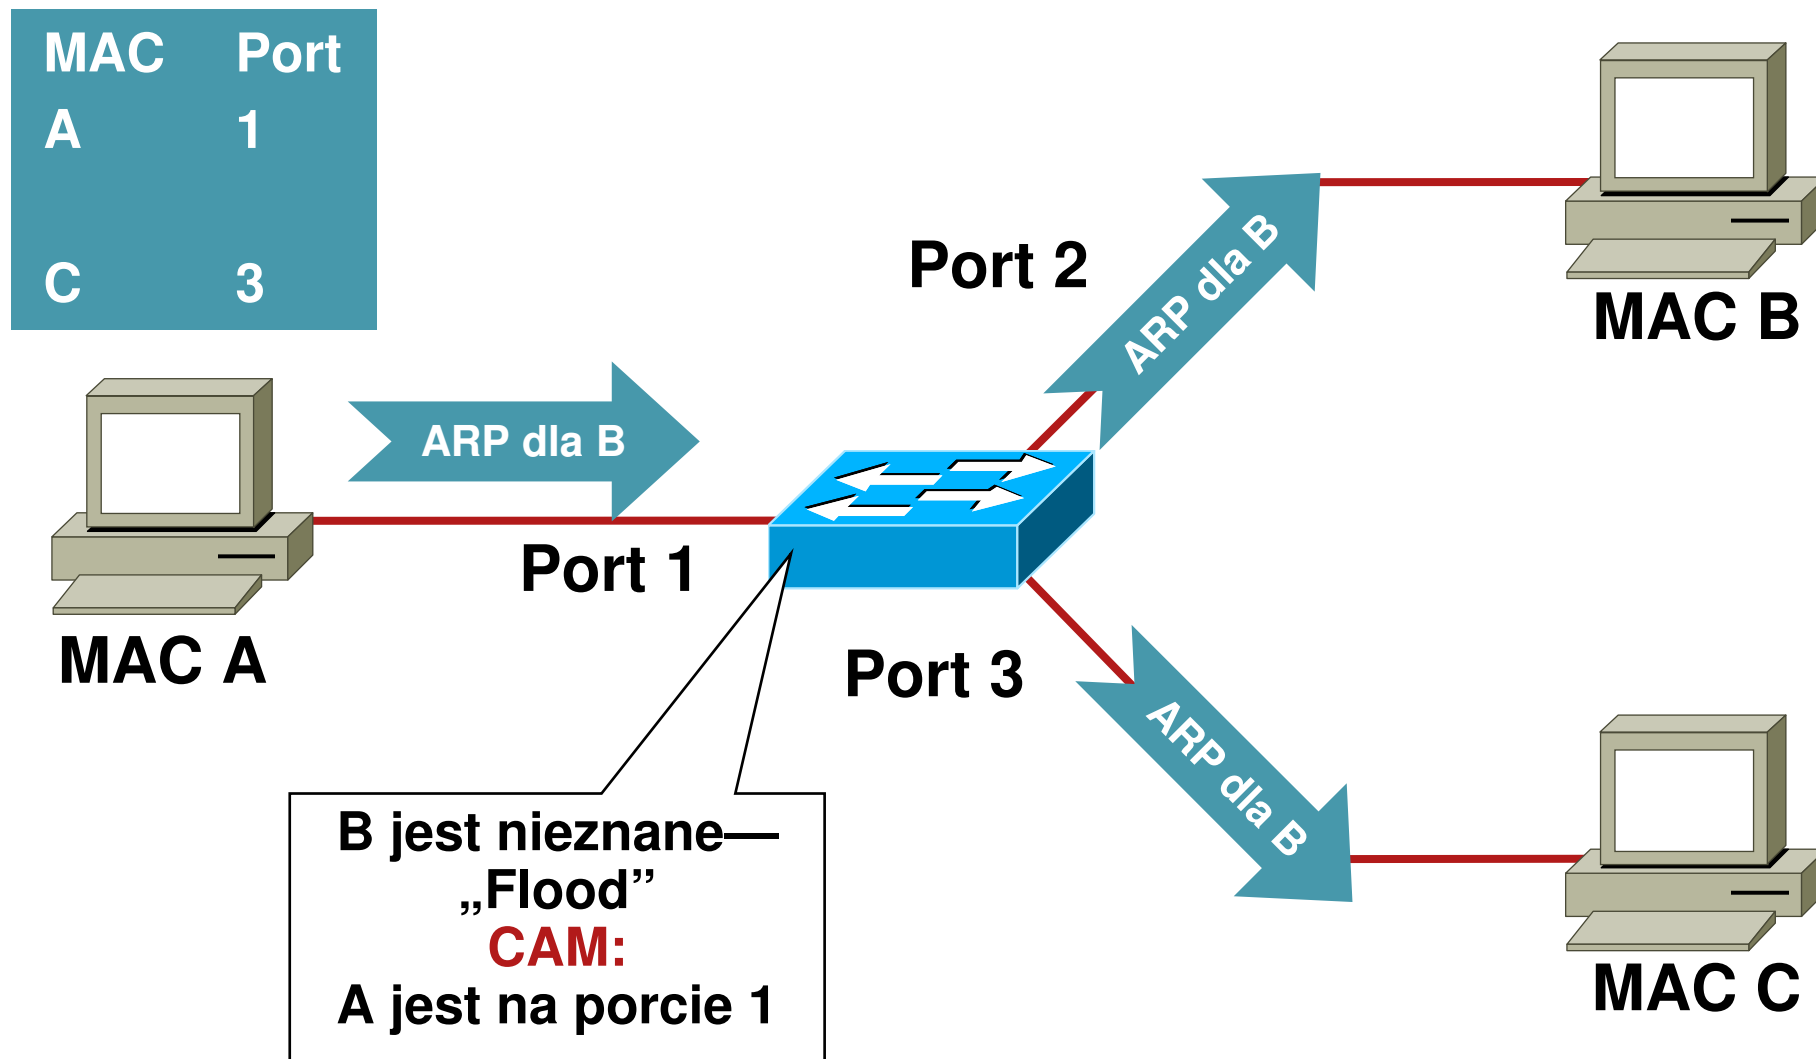 MAC Port
A 1
C 3
Port 2
ARP dla B
MAC B
ARP dla B
Port 1
MAC A
Port 3
ARP dla B
B jest nieznane—
„Flood”
CAM:
A jest na porcie 1
MAC C